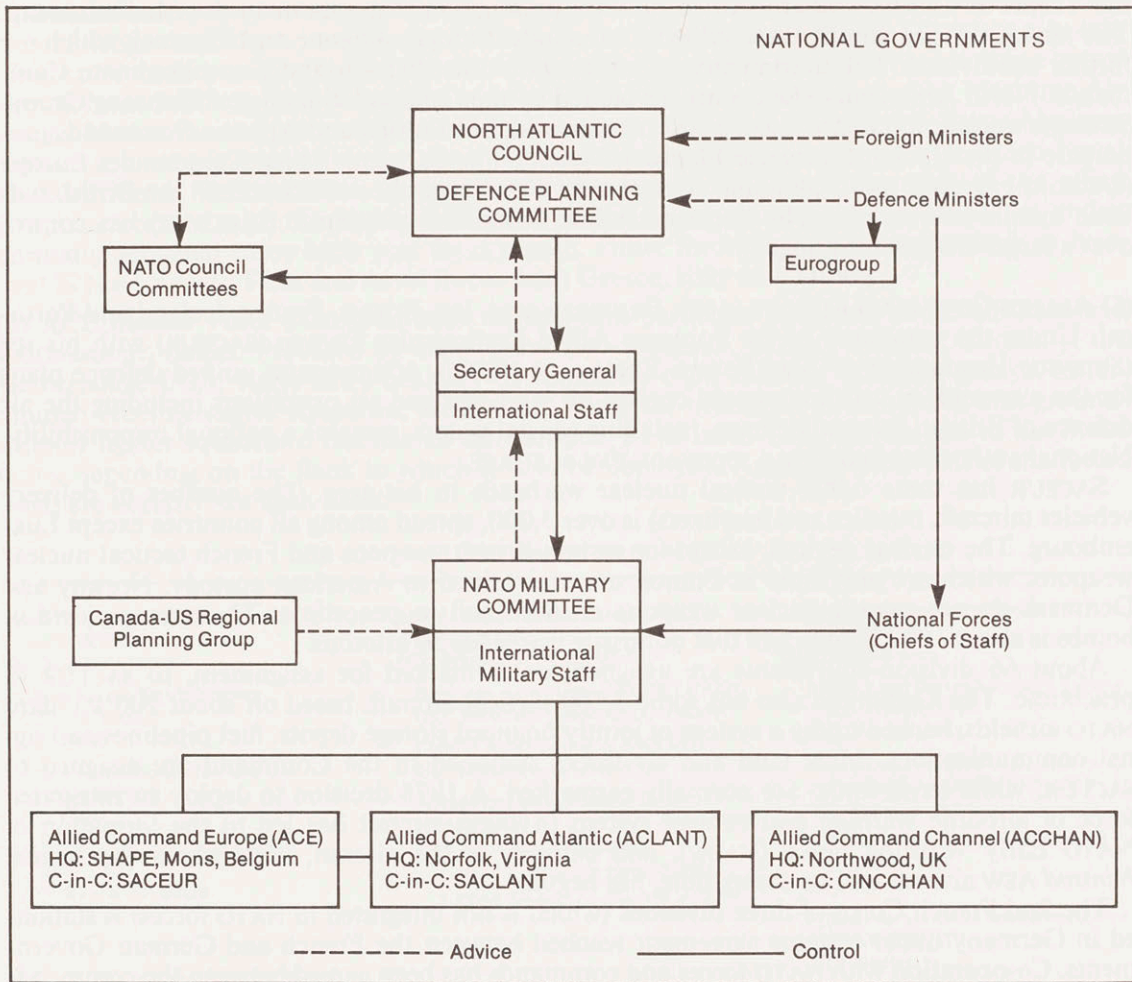 NATIONAL GOVERNMENTS
NORTH ATLANTIC
COUNCIL
Foreign Ministers
DEFENCE PLANNING
COMMITTEE
Defence Ministers
NATO Council
Committees
Eurogroup
Secretary General
International Staff
NATO MILITARY
COMMITTEE
Canada-US Regional
Planning Group
National Forces
(Chiefs of Staff)
International
Military Staff
Allied Command Europe (ACE)
HQ: SHAPE, Mons, Belgium
C-in-C: SACEUR
Allied Command Atlantic (ACLANT)
HQ: Norfolk, Virginia
C-in-C: SACLANT
Allied Command Channel (ACCHAN)
HQ: Northwood, UK
C-in-C: CINCCHAN
Advice
Control